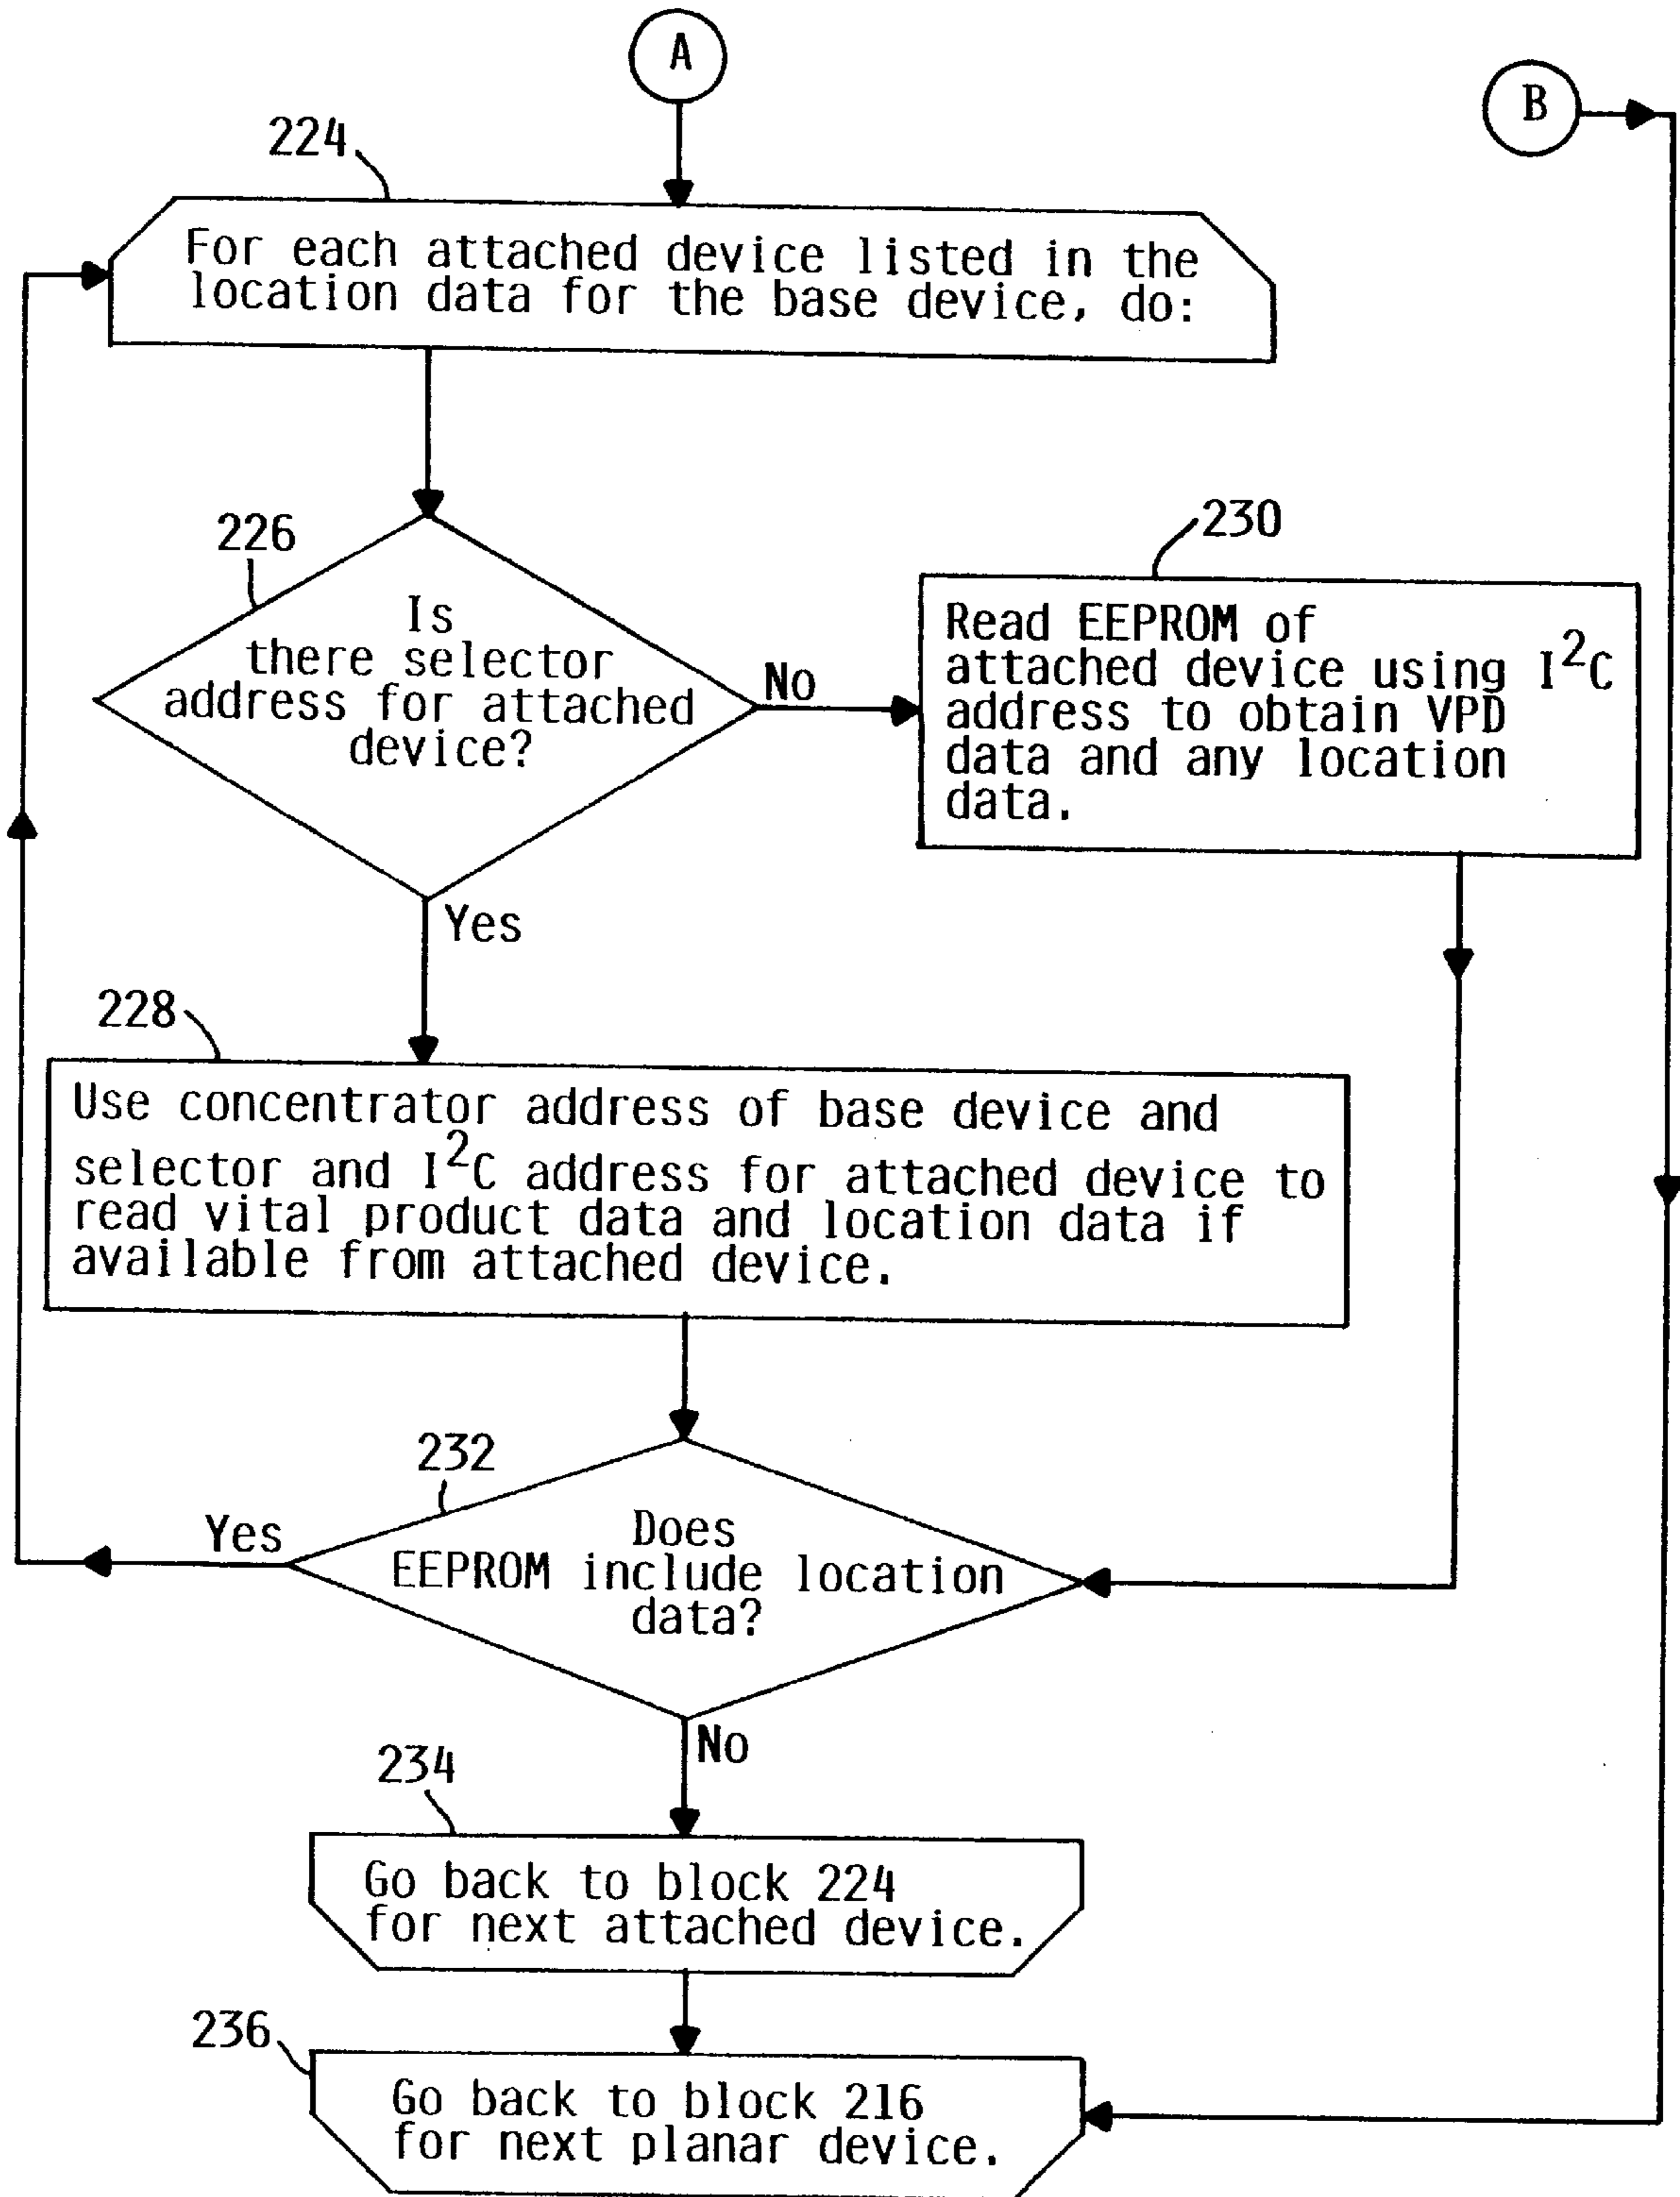 A
B
224
For each attached device listed in the
location data for the base device, do:
226
Is
there selector
address for attached
device?
No
Yes
230
Read EEPROM of
attached device using I²C
address to obtain VPD
data and any location
data.
228
Use concentrator address of base device and
selector and I²C address for attached device to
read vital product data and location data if
available from attached device.
232
Does
EEPROM include location
data?
Yes
No
234
Go back to block 224
for next attached device.
236
Go back to block 216
for next planar device.